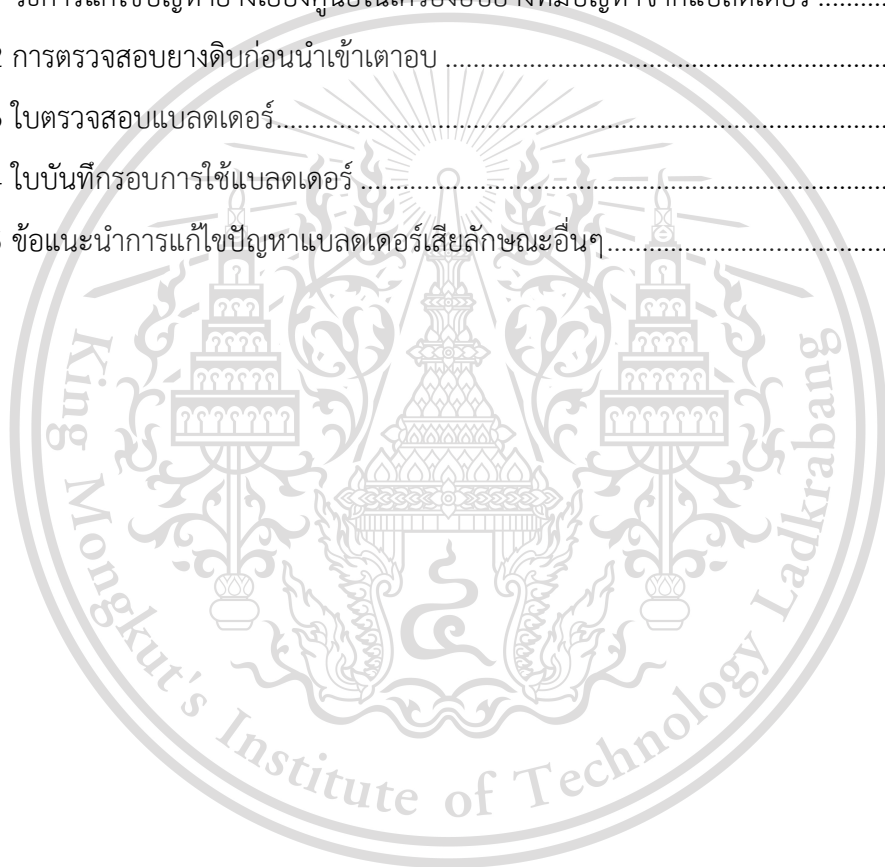 2 การตรวจสอบยางดิบก่อนนำเข้าเตาอบ ........................................................................
ใบตรวจสอบแบลดเดอร์........................................................................
ใบบันทึกรอบการใช้แบลดเดอร์ ........................................................................
ข้อแนะนำการแก้ไขปัญหาแบลดเดอร์เสียลักษณะอื่นๆ........................................
King Mongkut's Institute of Technology Ladkrabang